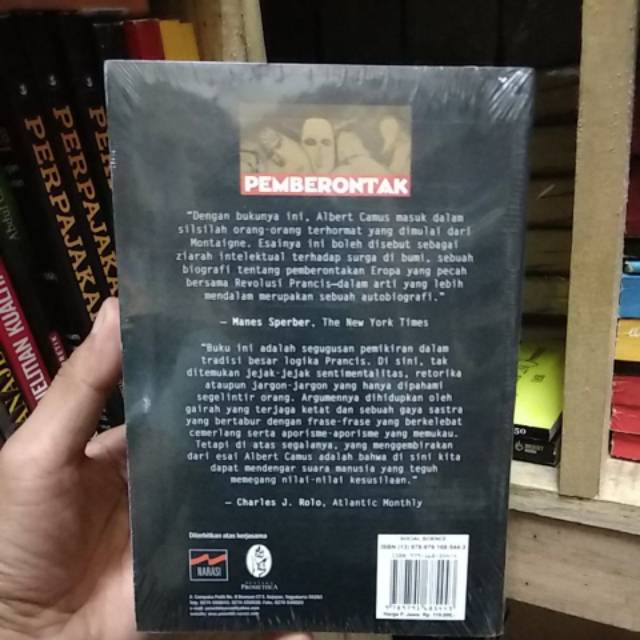 PERPAJAKA
PERPAJAKA
PERPAJAKA
PEMBERONTAK
“Dengan bukunya ini, Albert Camus masuk dalam
silsilah orang-orang terhormat yang dimulai dari
Montaigne. Esainya ini boleh disebut sebagai
ziarah intelektual terhadap surga di bumi, sebuah
biografi tentang pemberontakan Eropa yang pecah
bersama Revolusi Prancis—dalam arti yang lebih
mendalam merupakan sebuah autobiografi.”
— Manes Sperber, The New York Times
“Buku ini adalah segugusan pemikiran dalam
tradisi besar logika Prancis. Di sini, tak
ditemukan jejak-jejak sentimentalitas, retorika
ataupun jargon-jargon yang hanya dipahami
segelintir orang. Argumennya dihidupkan oleh
gairah yang terjaga ketat dan sebuah gaya sastra
yang bertabur dengan frase-frase yang berkelebat
cemerlang serta aporisme-aporisme yang memukau.
Tetapi di atas segalanya, yang menggembirakan
dari esai Albert Camus adalah bahwa di sini kita
dapat mendengar suara manusia yang teguh
memegang nilai-nilai kesusilaan.”
— Charles J. Rolo, Atlantic Monthly
Diterbitkan atas kerjasama
NARASI
PROMETHEA
SOCIAL SCIENCE